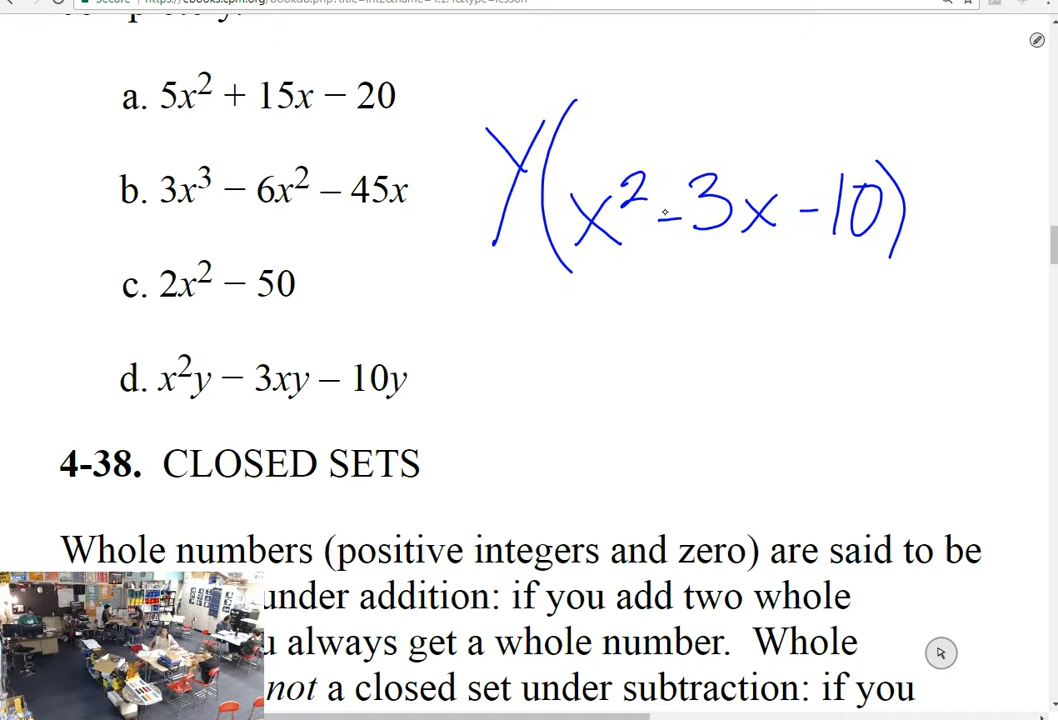 completely.
a. 5x² + 15x − 20
b. 3x³ − 6x² − 45x
c. 2x² − 50
d. x²y − 3xy − 10y
Y(x² - 3x - 10)
4-38. CLOSED SETS
Whole numbers (positive integers and zero) are said to be
under addition: if you add two whole
u always get a whole number. Whole
not a closed set under subtraction: if you